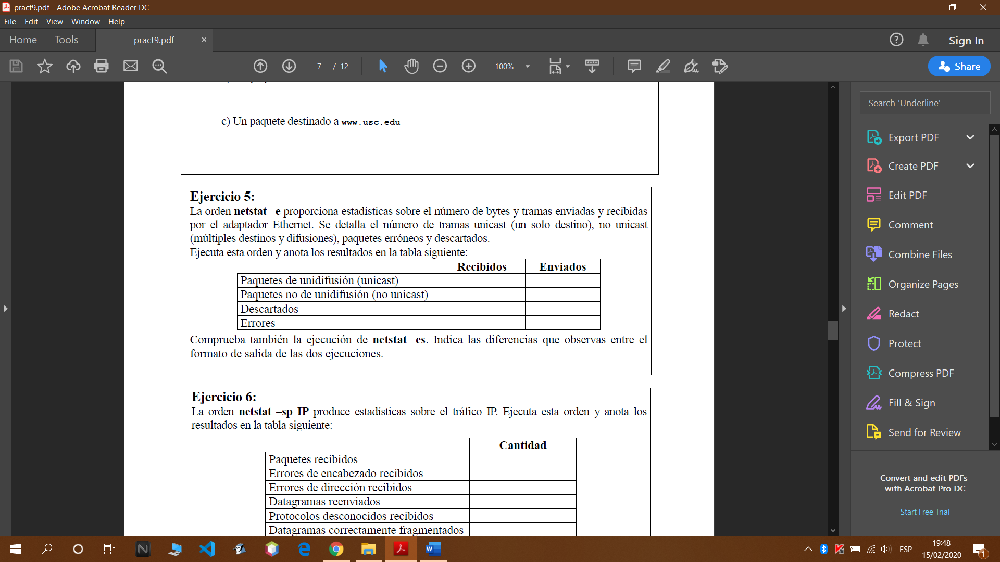 pract9.pdf - Adobe Acrobat Reader DC
File Edit View Window Help
Home Tools pract9.pdf × Sign In
7 / 12 100% Share
c) Un paquete destinado a www.usc.edu
Ejercicio 5:
La orden netstat –e proporciona estadísticas sobre el número de bytes y tramas enviadas y recibidas
por el adaptador Ethernet. Se detalla el número de tramas unicast (un solo destino), no unicast
(múltiples destinos y difusiones), paquetes erróneos y descartados.
Ejecuta esta orden y anota los resultados en la tabla siguiente:
Recibidos Enviados
Paquetes de unidifusión (unicast)
Paquetes no de unidifusión (no unicast)
Descartados
Errores
Comprueba también la ejecución de netstat -es. Indica las diferencias que observas entre el
formato de salida de las dos ejecuciones.
Ejercicio 6:
La orden netstat –sp IP produce estadísticas sobre el tráfico IP. Ejecuta esta orden y anota los
resultados en la tabla siguiente:
Cantidad
Paquetes recibidos
Errores de encabezado recibidos
Errores de dirección recibidos
Datagramas reenviados
Protocolos desconocidos recibidos
Datagramas correctamente fragmentados
Search 'Underline'
Export PDF
Create PDF
Edit PDF
Comment
Combine Files
Organize Pages
Redact
Protect
Compress PDF
Fill & Sign
Send for Review
Convert and edit PDFs
with Acrobat Pro DC
Start Free Trial
ESP
19:48
15/02/2020
1